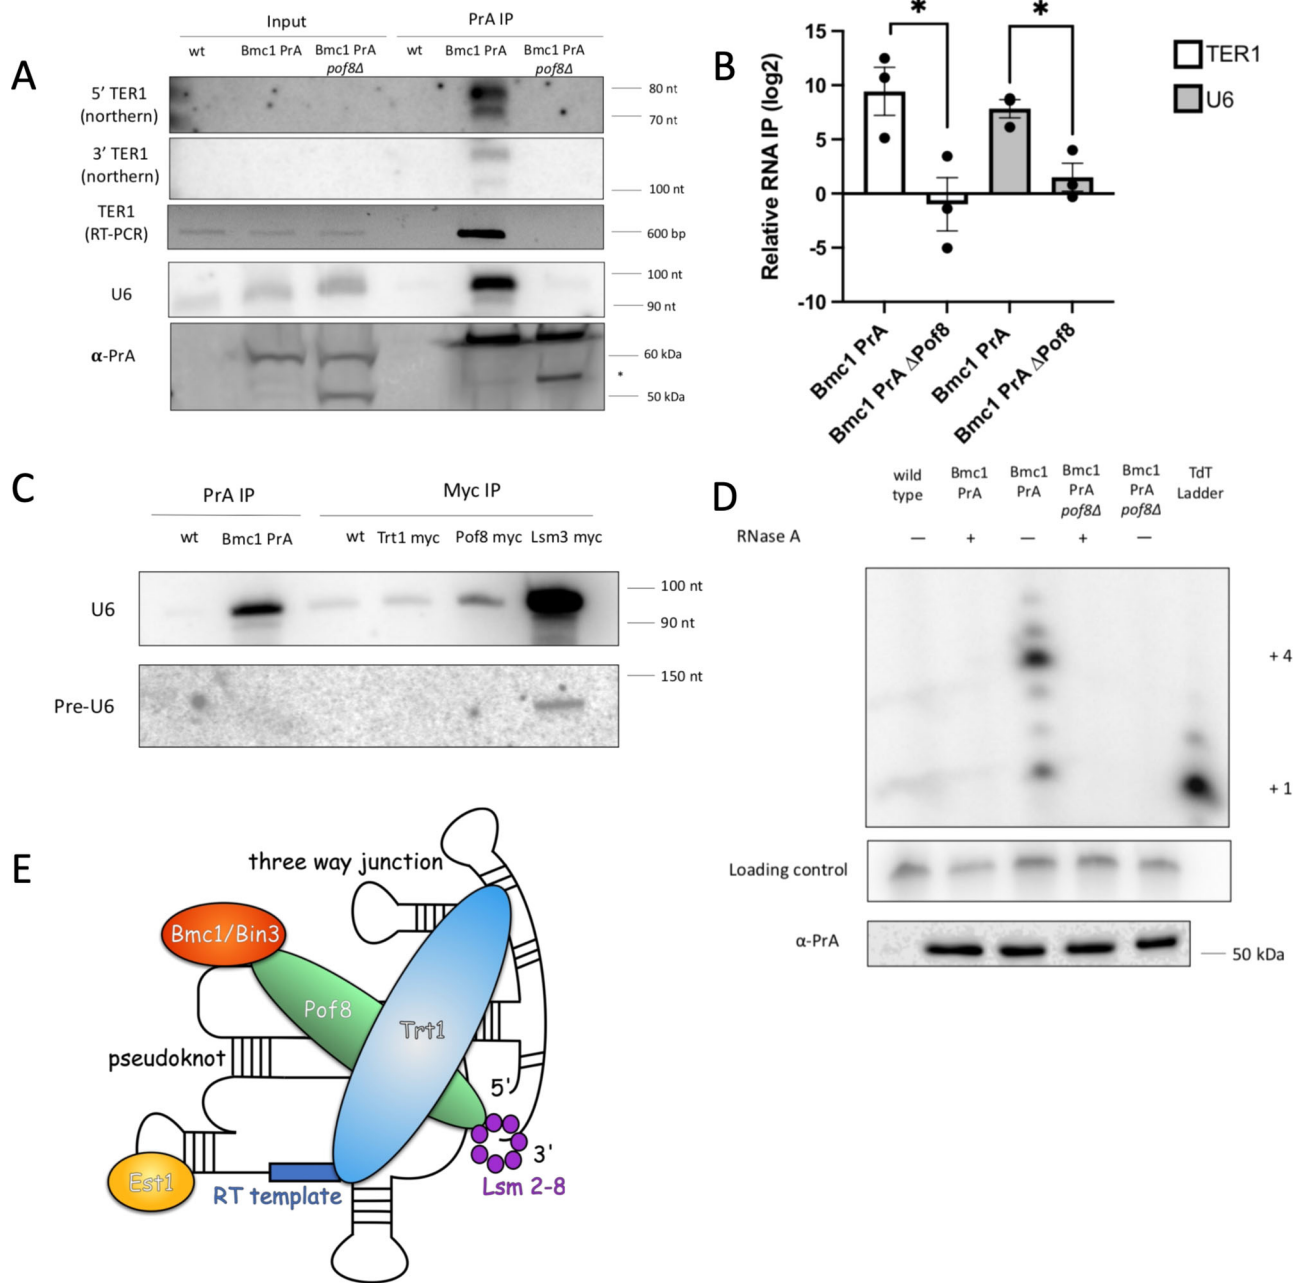 A
Input
PrA IP
wt
Bmc1 PrA
Bmc1 PrA
pof8Δ
wt
Bmc1 PrA
Bmc1 PrA
pof8Δ
5’ TER1
(northern)
80 nt
70 nt
3’ TER1
(northern)
100 nt
TER1
(RT-PCR)
600 bp
U6
100 nt
90 nt
α-PrA
60 kDa
*
50 kDa
B
Relative RNA IP (log2)
15
10
5
0
-5
-10
*
*
TER1
U6
Bmc1 PrA
Bmc1 PrA ΔPof8
Bmc1 PrA
Bmc1 PrA ΔPof8
C
PrA IP
Myc IP
wt
Bmc1 PrA
wt
Trt1 myc
Pof8 myc
Lsm3 myc
U6
100 nt
90 nt
Pre-U6
150 nt
D
wild
type
Bmc1
PrA
Bmc1
PrA
Bmc1
PrA
pof8Δ
Bmc1
PrA
pof8Δ
TdT
Ladder
RNase A
— + — + —
+ 4
+ 1
Loading control
α-PrA
50 kDa
E
three way junction
Bmc1/Bin3
Pof8
Trt1
pseudoknot
5'
3'
Est1
RT template
Lsm 2-8